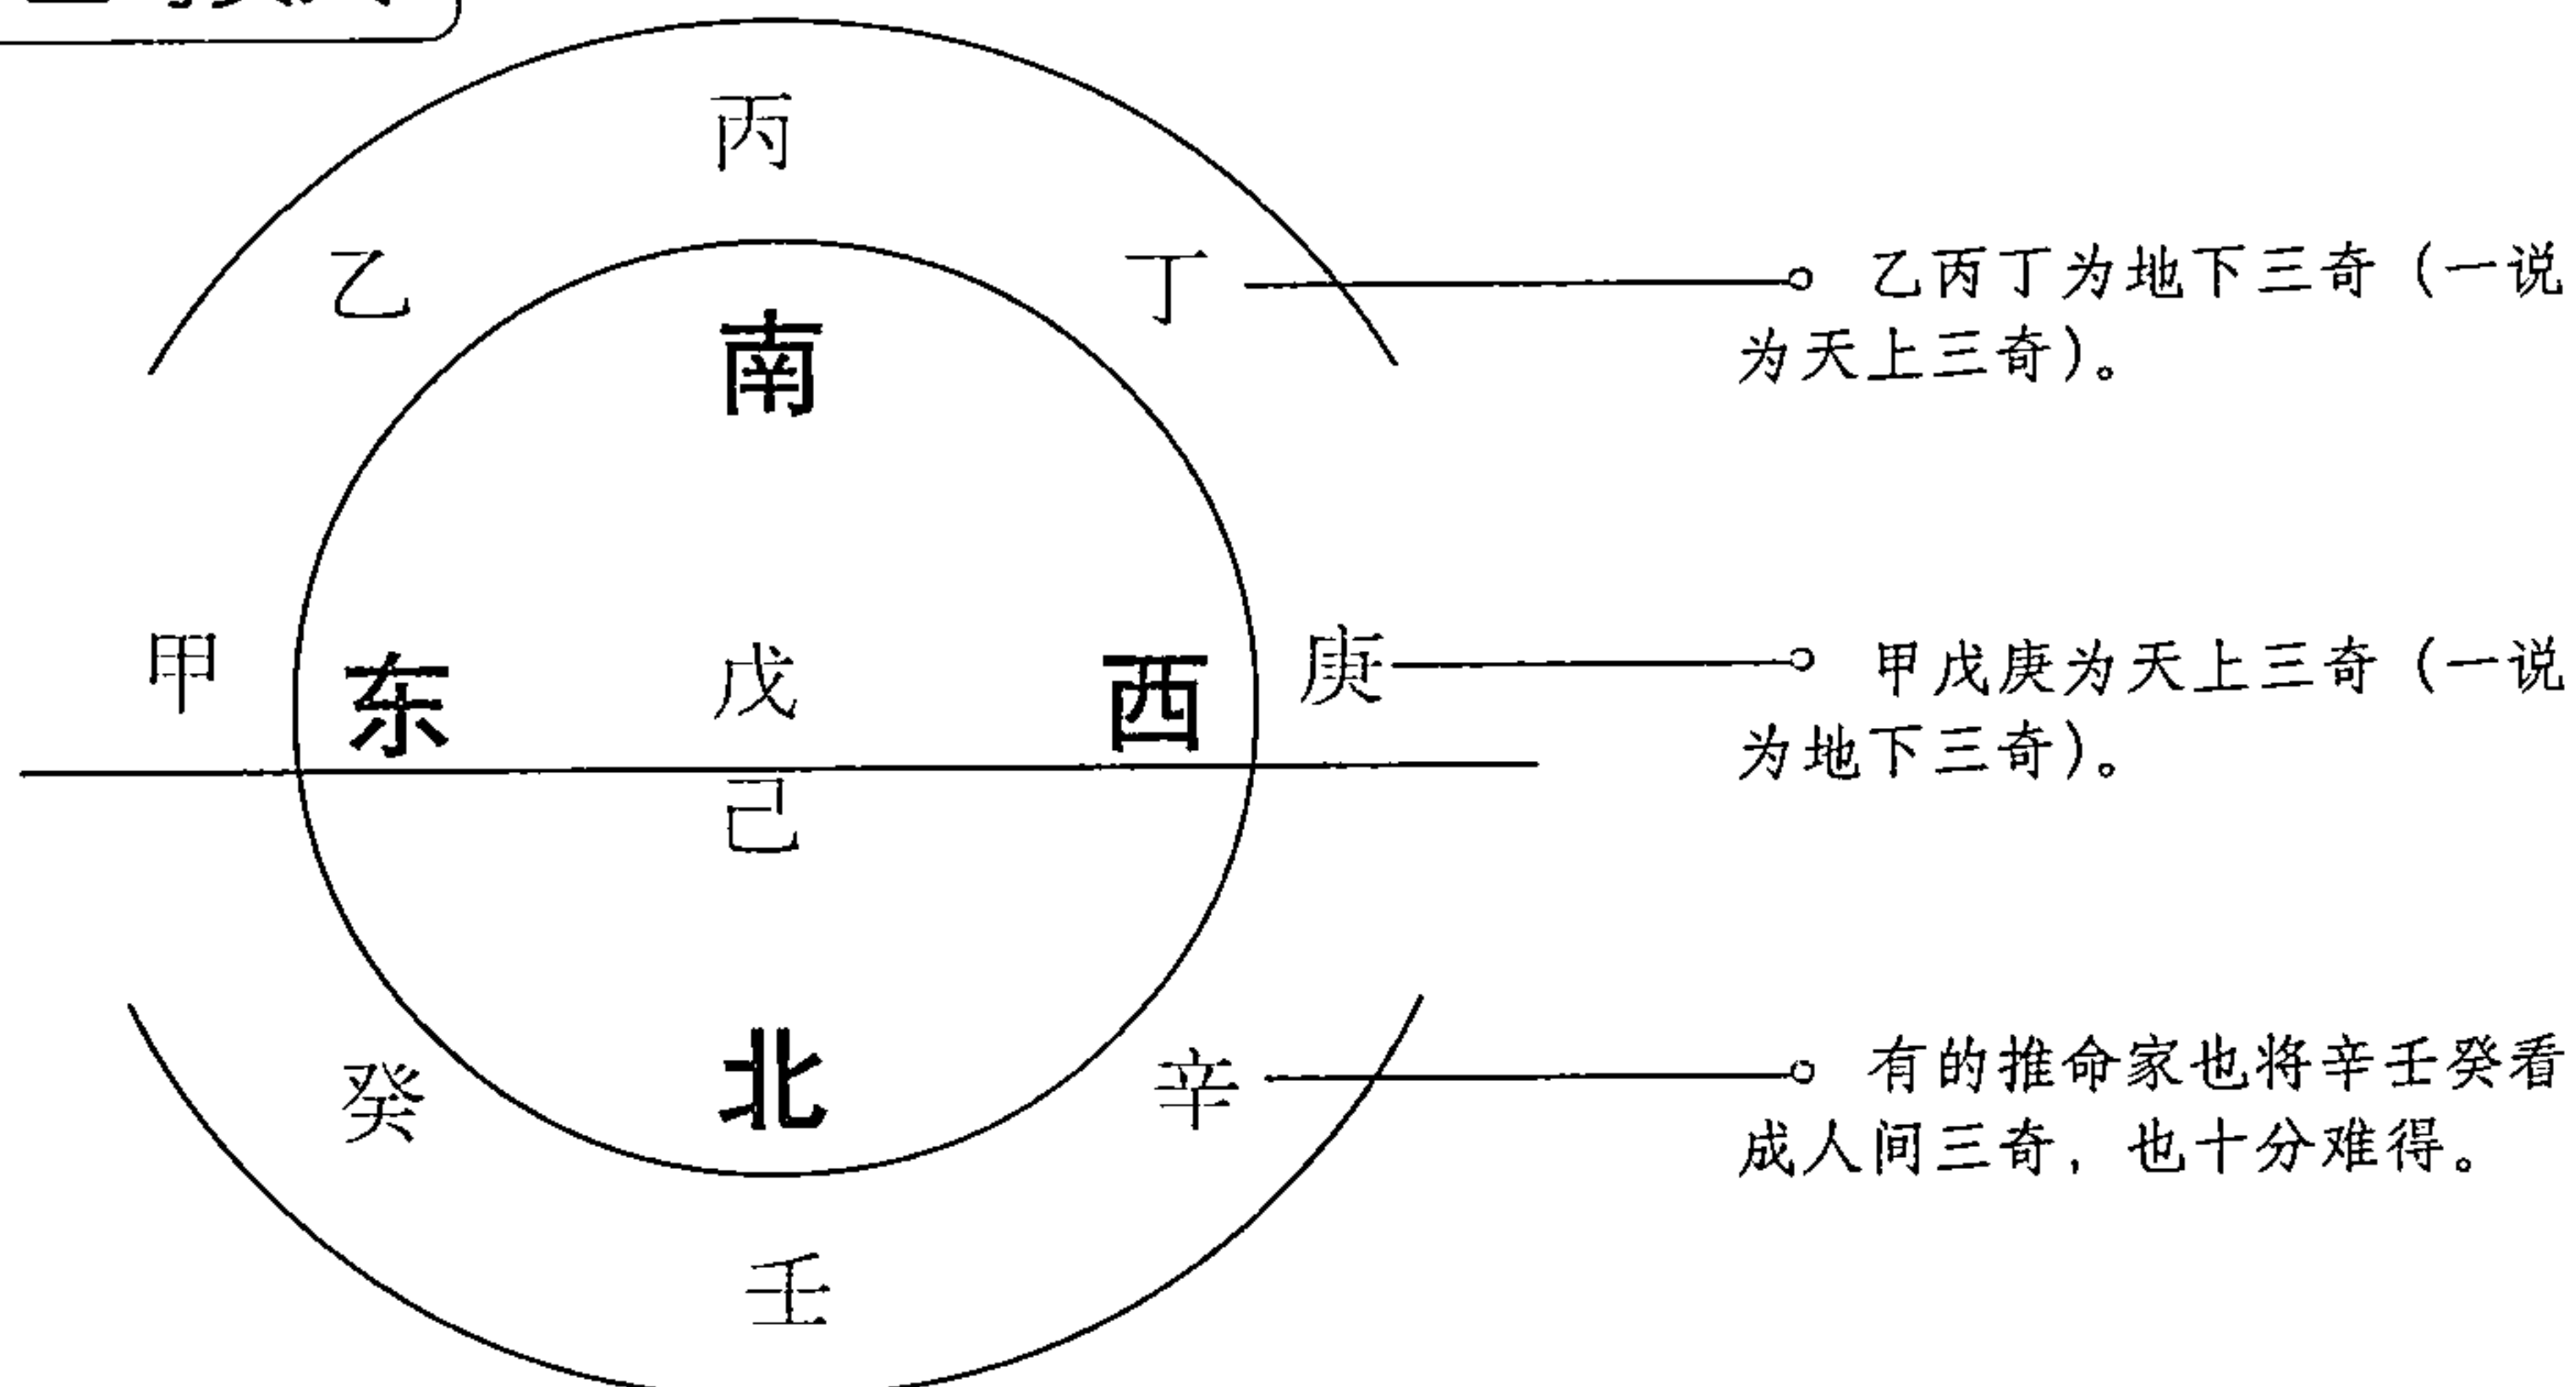 丙
乙
丁
南
乙丙丁为地下三奇（一说
为天上三奇）。
甲
东
戊
西
庚
甲戊庚为天上三奇（一说
为地下三奇）。
己
癸
北
辛
有的推命家也将辛壬癸看
成人间三奇，也十分难得。
壬